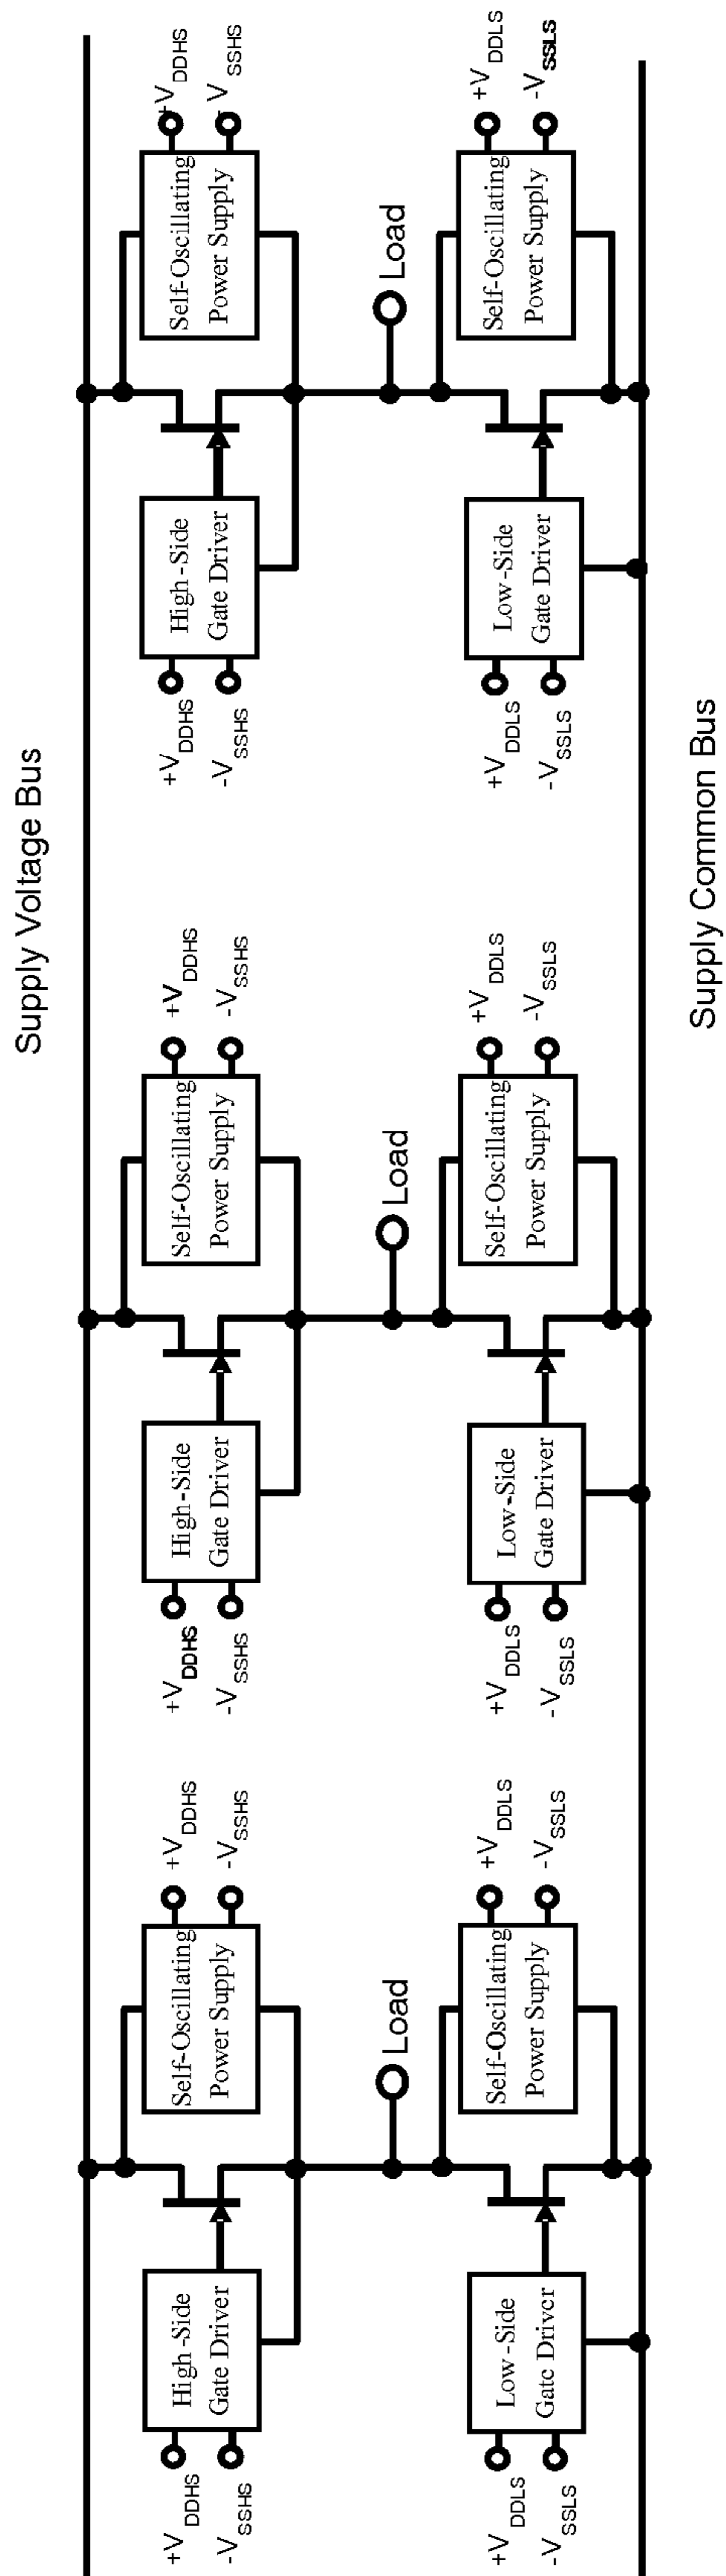 Supply Voltage Bus
+VDDHS
-VSSHS
High-Side
Gate Driver
Self-Oscillating
Power Supply
+VDDHS
-VSSHS
Load
+VDDLS
-VSSLS
Low-Side
Gate Driver
Self-Oscillating
Power Supply
+VDDLS
-VSSLS
+VDDHS
-VSSHS
High-Side
Gate Driver
Self-Oscillating
Power Supply
+VDDHS
-VSSHS
Load
+VDDLS
-VSSLS
Low-Side
Gate Driver
Self-Oscillating
Power Supply
+VDDLS
-VSSLS
+VDDHS
-VSSHS
High-Side
Gate Driver
Self-Oscillating
Power Supply
+VDDHS
-VSSHS
Load
+VDDLS
-VSSLS
Low-Side
Gate Driver
Self-Oscillating
Power Supply
+VDDLS
-VSSLS
Supply Common Bus